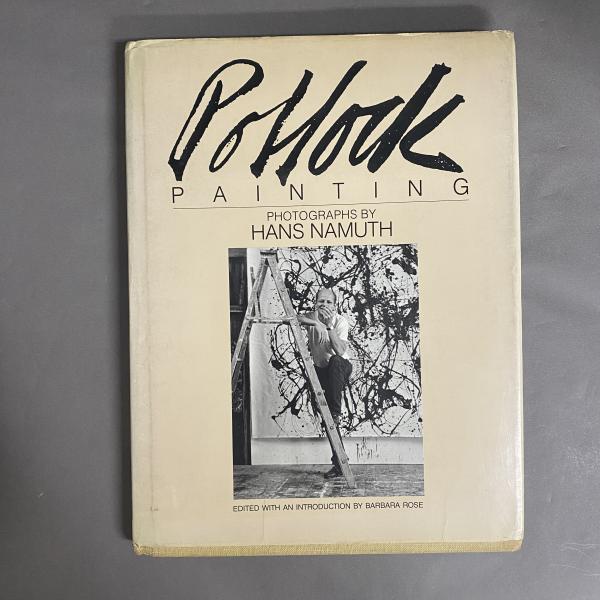 Pollock
PAINTING
PHOTOGRAPHS BY
HANS NAMUTH
EDITED WITH AN INTRODUCTION BY BARBARA ROSE